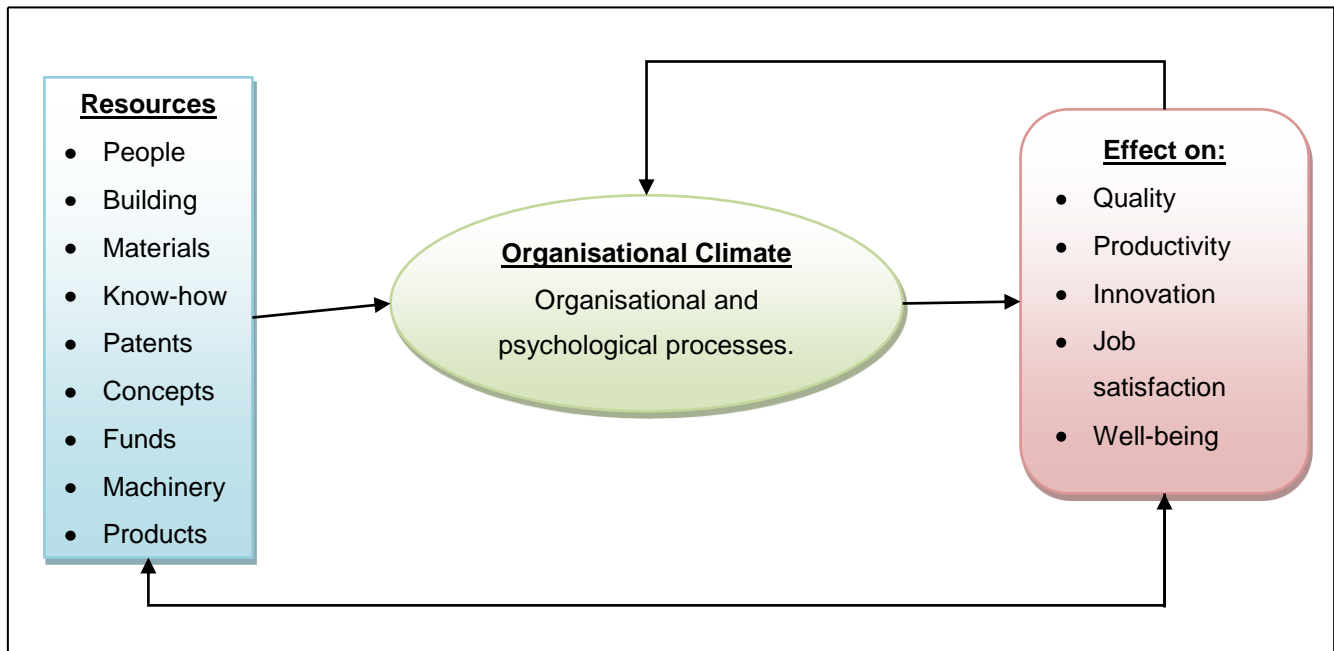 Resources
• People
• Building
• Materials
• Know-how
• Patents
• Concepts
• Funds
• Machinery
• Products
Organisational Climate
Organisational and
psychological processes.
Effect on:
• Quality
• Productivity
• Innovation
• Job
satisfaction
• Well-being